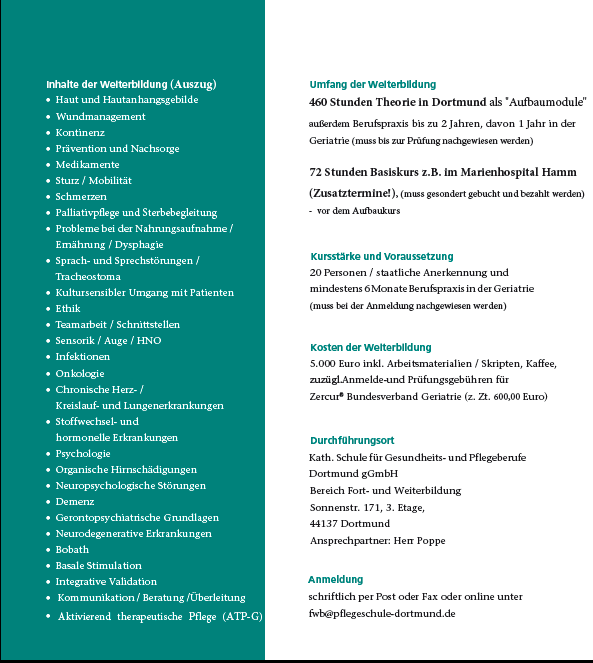 Inhalte der Weiterbildung (Auszug)
• Haut und Hautanhangsgebilde
• Wundmanagement
• Kontinenz
• Prävention und Nachsorge
• Medikamente
• Sturz / Mobilität
• Schmerzen
• Palliativpflege und Sterbebegleitung
• Probleme bei der Nahrungsaufnahme /
Ernährung / Dysphagie
• Sprach- und Sprechstörungen /
Tracheostoma
• Kultursensibler Umgang mit Patienten
• Ethik
• Teamarbeit / Schnittstellen
• Sensorik / Auge / HNO
• Infektionen
• Onkologie
• Chronische Herz- /
Kreislauf- und Lungenerkrankungen
• Stoffwechsel- und
hormonelle Erkrankungen
• Psychologie
• Organische Hirnschädigungen
• Neuropsychologische Störungen
• Demenz
• Gerontopsychiatrische Grundlagen
• Neurodegenerative Erkrankungen
• Bobath
• Basale Stimulation
• Integrative Validation
• Kommunikation / Beratung /Überleitung
• Aktivierend therapeutische Pflege (ATP-G)
Umfang der Weiterbildung
460 Stunden Theorie in Dortmund als "Aufbaumodule"
außerdem Berufspraxis bis zu 2 Jahren, davon 1 Jahr in der
Geriatrie (muss bis zur Prüfung nachgewiesen werden)
72 Stunden Basiskurs z.B. im Marienhospital Hamm
(Zusatztermine!), (muss gesondert gebucht und bezahlt werden)
- vor dem Aufbaukurs
Kursstärke und Voraussetzung
20 Personen / staatliche Anerkennung und
mindestens 6 Monate Berufspraxis in der Geriatrie
(muss bei der Anmeldung nachgewiesen werden)
Kosten der Weiterbildung
5.000 Euro inkl. Arbeitsmaterialien / Skripten, Kaffee,
zuzügl.Anmelde-und Prüfungsgebühren für
Zercur® Bundesverband Geriatrie (z. Zt. 600,00 Euro)
Durchführungsort
Kath. Schule für Gesundheits- und Pflegeberufe
Dortmund gGmbH
Bereich Fort- und Weiterbildung
Sonnenstr. 171, 3. Etage,
44137 Dortmund
Ansprechpartner: Herr Poppe
Anmeldung
schriftlich per Post oder Fax oder online unter
fwb@pflegeschule-dortmund.de